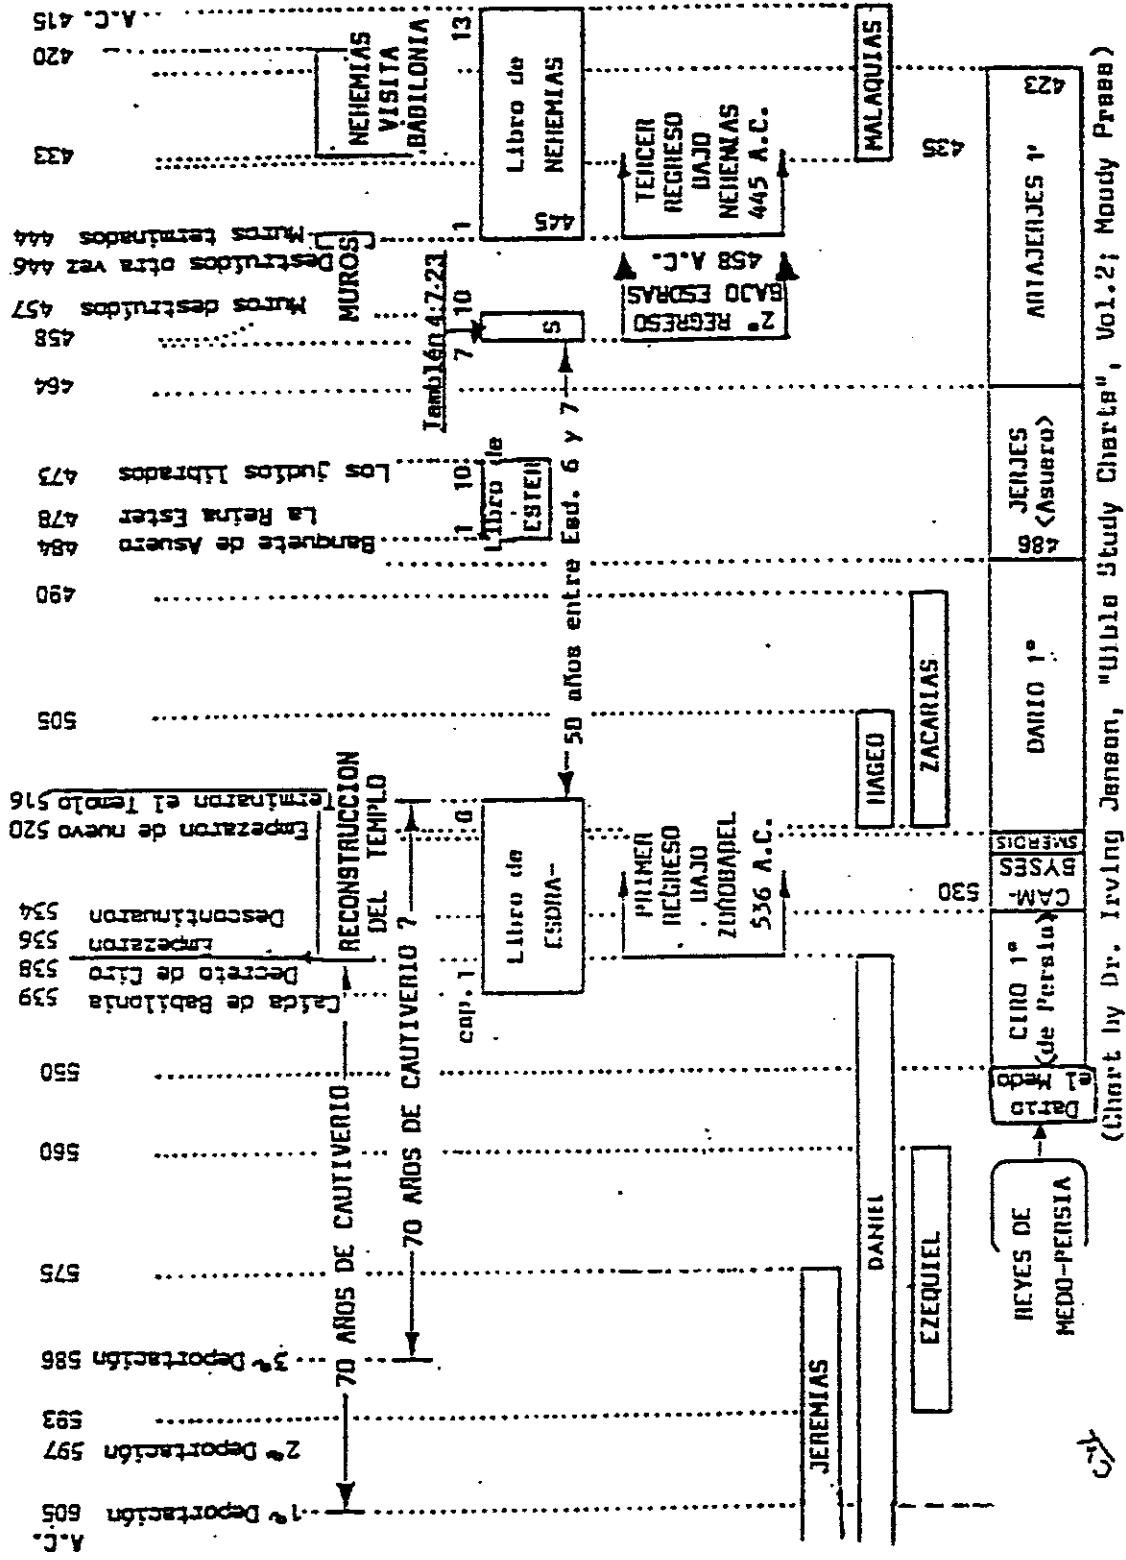 A.C.
605 1ª Deportación
597 2ª Deportación
593
586 3ª Deportación
575
560
550
539 Caída de Babilonia
538 Decreto de Ciro
536 Empezaron
534 Descontinuaron
520 Empezaron de nuevo
516 Terminaron el Templo
505
490
484 Banquete de Asuero
478 La Reina Ester
473 Los judíos librados
464
458
457 Muros destruídos
446 Destruídos otra vez
444 Muros terminados
433
420
415 A.C.
70 AÑOS DE CAUTIVERIO
RECONSTRUCCION
DEL TEMPLO
MUROS
NEHEMIAS
VISITA
BABILONIA
70 AÑOS DE CAUTIVERIO ?
También 4:7-23
cap. 1 6
1 10
7 10
1 13
Libro de
ESDRA-
Libro de
ESTER
S
Libro de
NEHEMIAS
445
50 años entre Esd. 6 y 7
PRIMER
REGRESO
BAJO
ZOROBABEL
536 A.C.
2º REGRESO
BAJO ESDRAS
458 A.C.
TERCER
REGRESO
BAJO
NEHEMIAS
445 A.C.
JEREMIAS
DANIEL
HAGEO
MALAQUIAS
EZEQUIEL
ZACARIAS
530
REYES DE
MEDO-PERSIA
Dario
el Medo
CIRO 1º
(de Persia)
CAM-
BYSES
SMERDIS
DARIO 1º
486
JERJES
<Asuero>
ARTAJERJES 1º
423
(Chart by Dr. Irving Jensen, "Bible Study Charts", Vol.2; Moody Press)